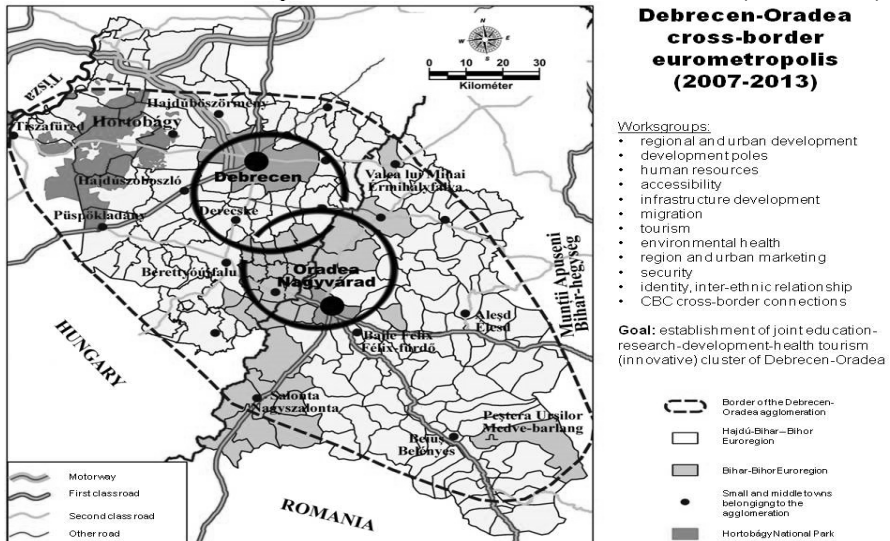 Debrecen-Oradea
cross-border
eurometropolis
(2007-2013)
N
W
E
S
0 10 20 30
Kilométer
Tisza
Hajdúböszörmény
Tiszafüred
Hortobágy
Debrecen
Valea lui Mihai
Érmihályfalva
Hajdúszoboszló
Püspökladány
Derecske
Berettyóújfalu
Oradea
Nagyvárad
Munții Apuseni
Bihar-hegység
Aleşd
Élesd
Băile Felix
Félix-fürdő
HUNGARY
Salonta
Nagyszalonta
Peştera Urşilor
Medve-barlang
Beiuş
Belényes
ROMANIA
Motorway
First class road
Second class road
Other road
Worksgroups:
• regional and urban development
• development poles
• human resources
• accessibility
• infrastructure development
• migration
• tourism
• environmental health
• region and urban marketing
• security
• identity, inter-ethnic relationship
• CBC cross-border connections
Goal: establishment of joint education-
research-development-health tourism
(innovative) cluster of Debrecen-Oradea
Border of the Debrecen-
Oradea agglomeration
Hajdú-Bihar—Bihor
Euroregion
Bihar-Bihor Euroregion
Small and middle towns
belongigng to the
agglomeration
Hortobágy National Park